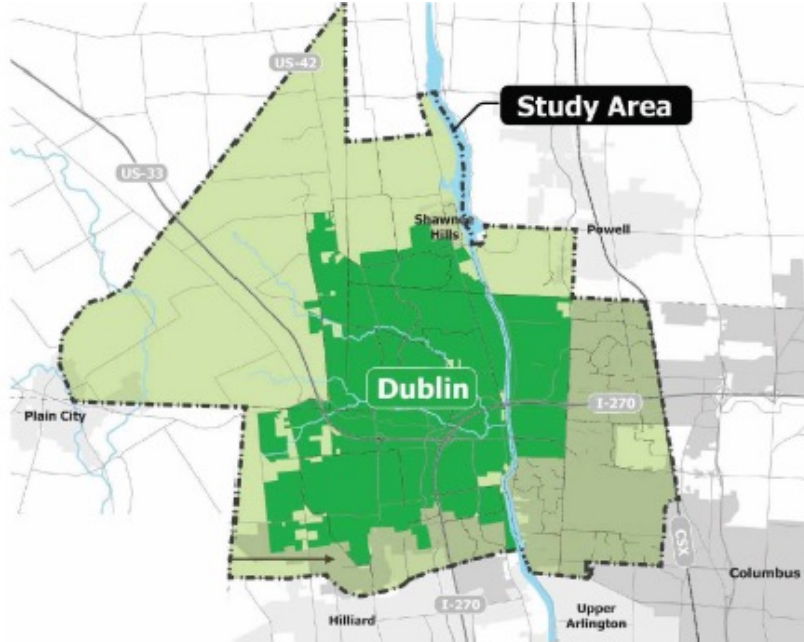 US-42
Study Area
US-33
Shawnee
Hills
Powell
Dublin
I-270
Plain City
CSX
Columbus
Hilliard
I-270
Upper
Arlington